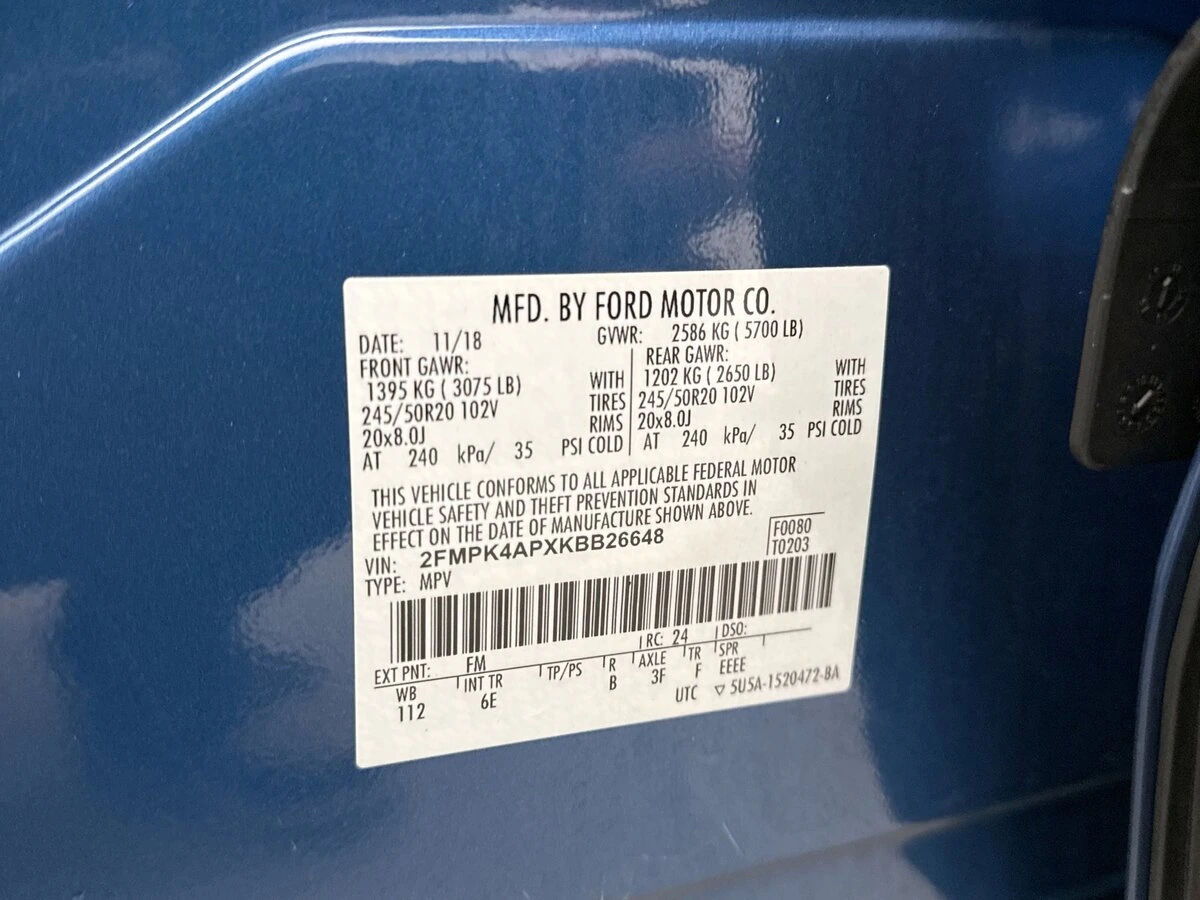 MFD. BY FORD MOTOR CO.
DATE: 11/18 GVWR: 2586 KG ( 5700 LB)
FRONT GAWR: REAR GAWR:
1395 KG ( 3075 LB) WITH 1202 KG ( 2650 LB) WITH
245/50R20 102V TIRES 245/50R20 102V TIRES
20x8.0J RIMS 20x8.0J RIMS
AT 240 kPa/ 35 PSI COLD AT 240 kPa/ 35 PSI COLD
THIS VEHICLE CONFORMS TO ALL APPLICABLE FEDERAL MOTOR
VEHICLE SAFETY AND THEFT PREVENTION STANDARDS IN
EFFECT ON THE DATE OF MANUFACTURE SHOWN ABOVE.
VIN: 2FMPK4APXKBB26648 F0080
TYPE: MPV T0203
EXT PNT: FM RC: 24 DSO:
WB INT TR TP/PS R AXLE TR SPR
112 6E B 3F F EEEE
UTC ▽ 5U5A-1520472-BA